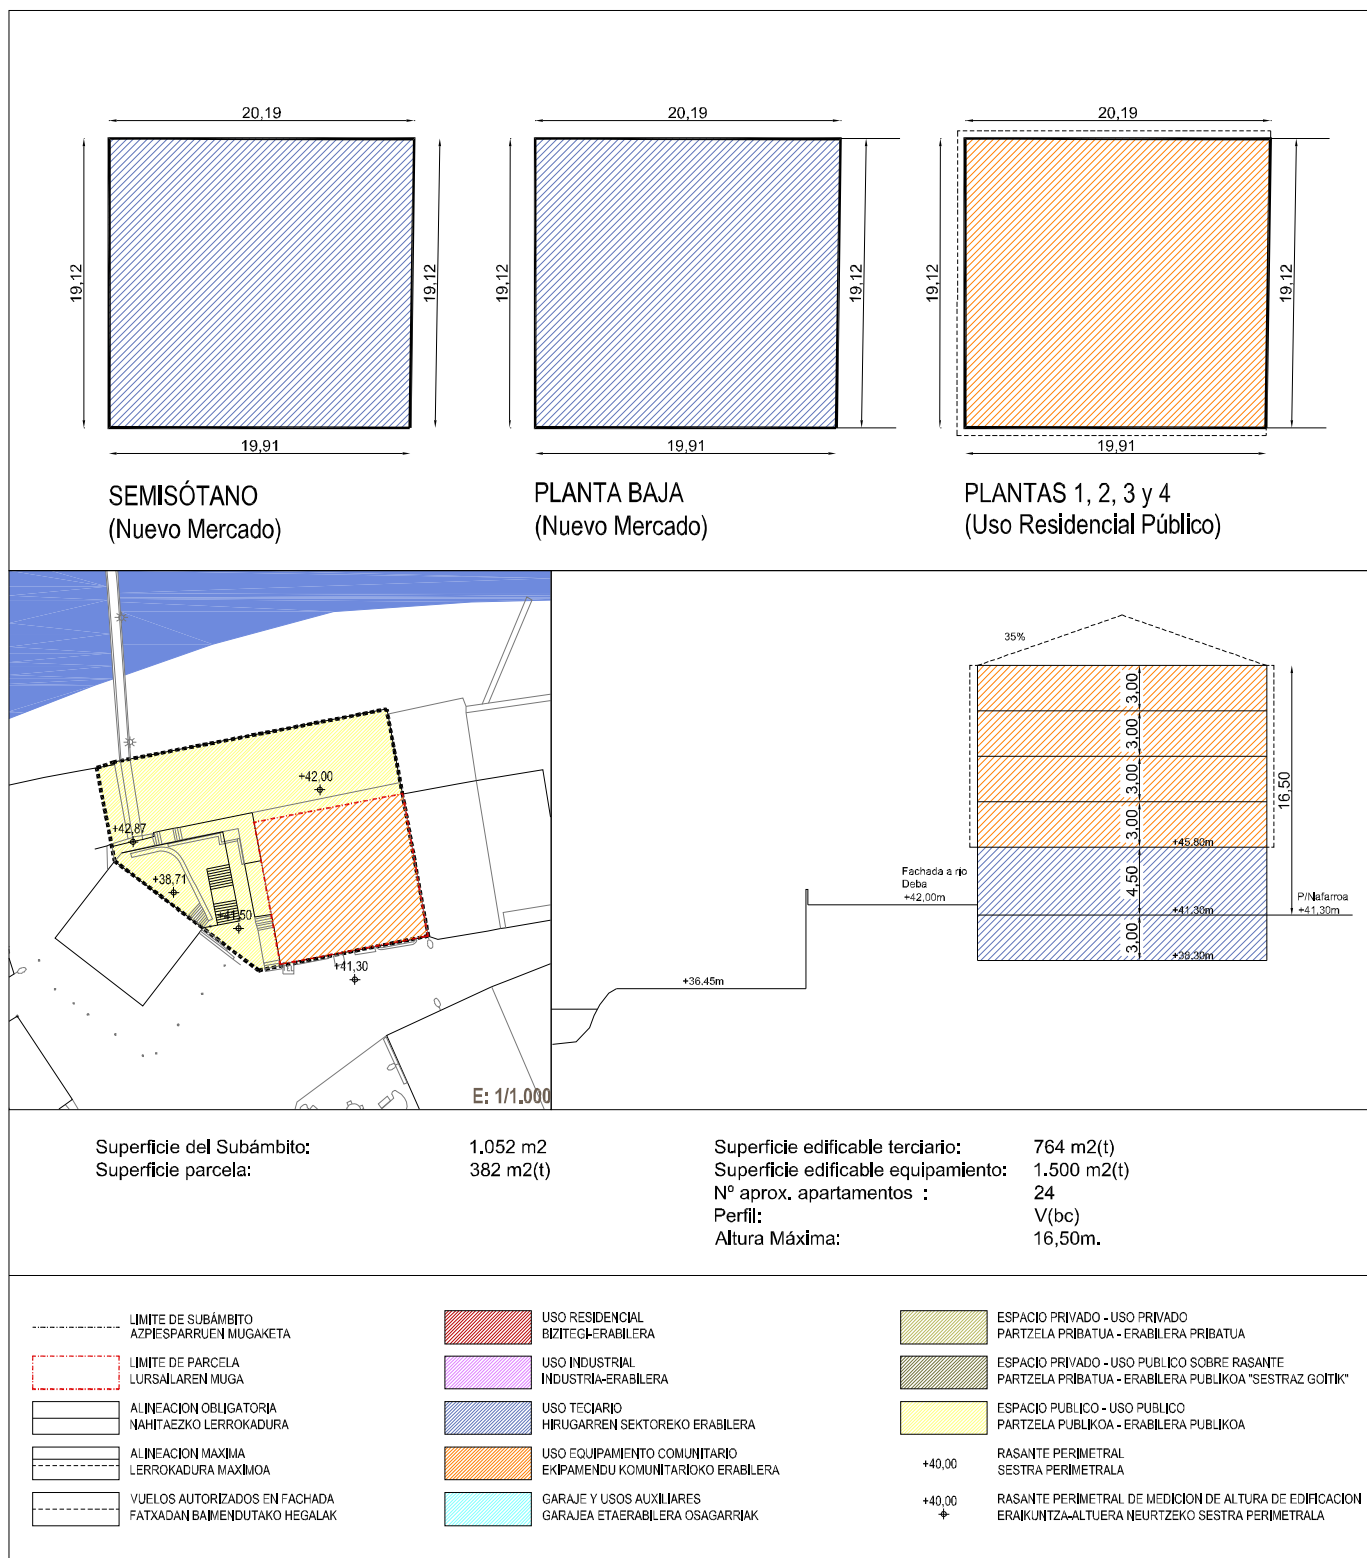 20,19
20,19
20,19
19,12
19,12
19,12
19,12
19,12
19,12
19,91
19,91
19,91
SEMISÓTANO
(Nuevo Mercado)
PLANTA BAJA
(Nuevo Mercado)
PLANTAS 1, 2, 3 y 4
(Uso Residencial Público)
+42,00
+42,87
+38,71
+41,50
+41,30
E: 1/1.000
35%
3,00
3,00
3,00
3,00
16,50
+45,80m
4,50
Fachada a rio
Deba
+42,00m
P/Nafarroa
+41,30m
+41,30m
3,00
+38,30m
+36,45m
Superficie del Subámbito: 1.052 m2
Superficie parcela: 382 m2(t)
Superficie edificable terciario: 764 m2(t)
Superficie edificable equipamiento: 1.500 m2(t)
Nº aprox. apartamentos : 24
Perfil: V(bc)
Altura Máxima: 16,50m.
LIMITE DE SUBÁMBITO
AZPIESPARRUEN MUGAKETA
LIMITE DE PARCELA
LURSAILAREN MUGA
ALINEACION OBLIGATORIA
NAHITAEZKO LERROKADURA
ALINEACION MAXIMA
LERROKADURA MAXIMOA
VUELOS AUTORIZADOS EN FACHADA
FATXADAN BAIMENDUTAKO HEGALAK
USO RESIDENCIAL
BIZITEGI-ERABILERA
USO INDUSTRIAL
INDUSTRIA-ERABILERA
USO TECIARIO
HIRUGARREN SEKTOREKO ERABILERA
USO EQUIPAMIENTO COMUNITARIO
EKIPAMENDU KOMUNITARIOKO ERABILERA
GARAJE Y USOS AUXILIARES
GARAJEA ETAERABILERA OSAGARRIAK
ESPACIO PRIVADO - USO PRIVADO
PARTZELA PRIBATUA - ERABILERA PRIBATUA
ESPACIO PRIVADO - USO PUBLICO SOBRE RASANTE
PARTZELA PRIBATUA - ERABILERA PUBLIKOA "SESTRAZ GOITIK"
ESPACIO PUBLICO - USO PUBLICO
PARTZELA PUBLIKOA - ERABILERA PUBLIKOA
+40,00
RASANTE PERIMETRAL
SESTRA PERIMETRALA
+40,00
RASANTE PERIMETRAL DE MEDICION DE ALTURA DE EDIFICACION
ERAIKUNTZA-ALTUERA NEURTZEKO SESTRA PERIMETRALA